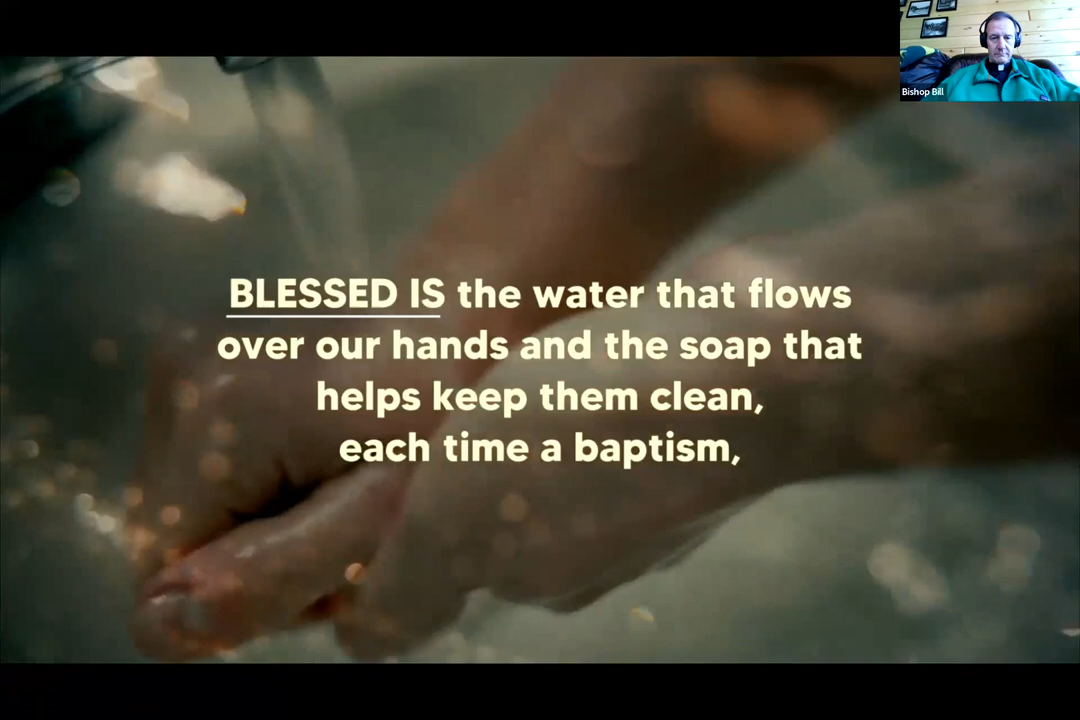 Bishop Bill
BLESSED IS the water that flows
over our hands and the soap that
helps keep them clean,
each time a baptism,